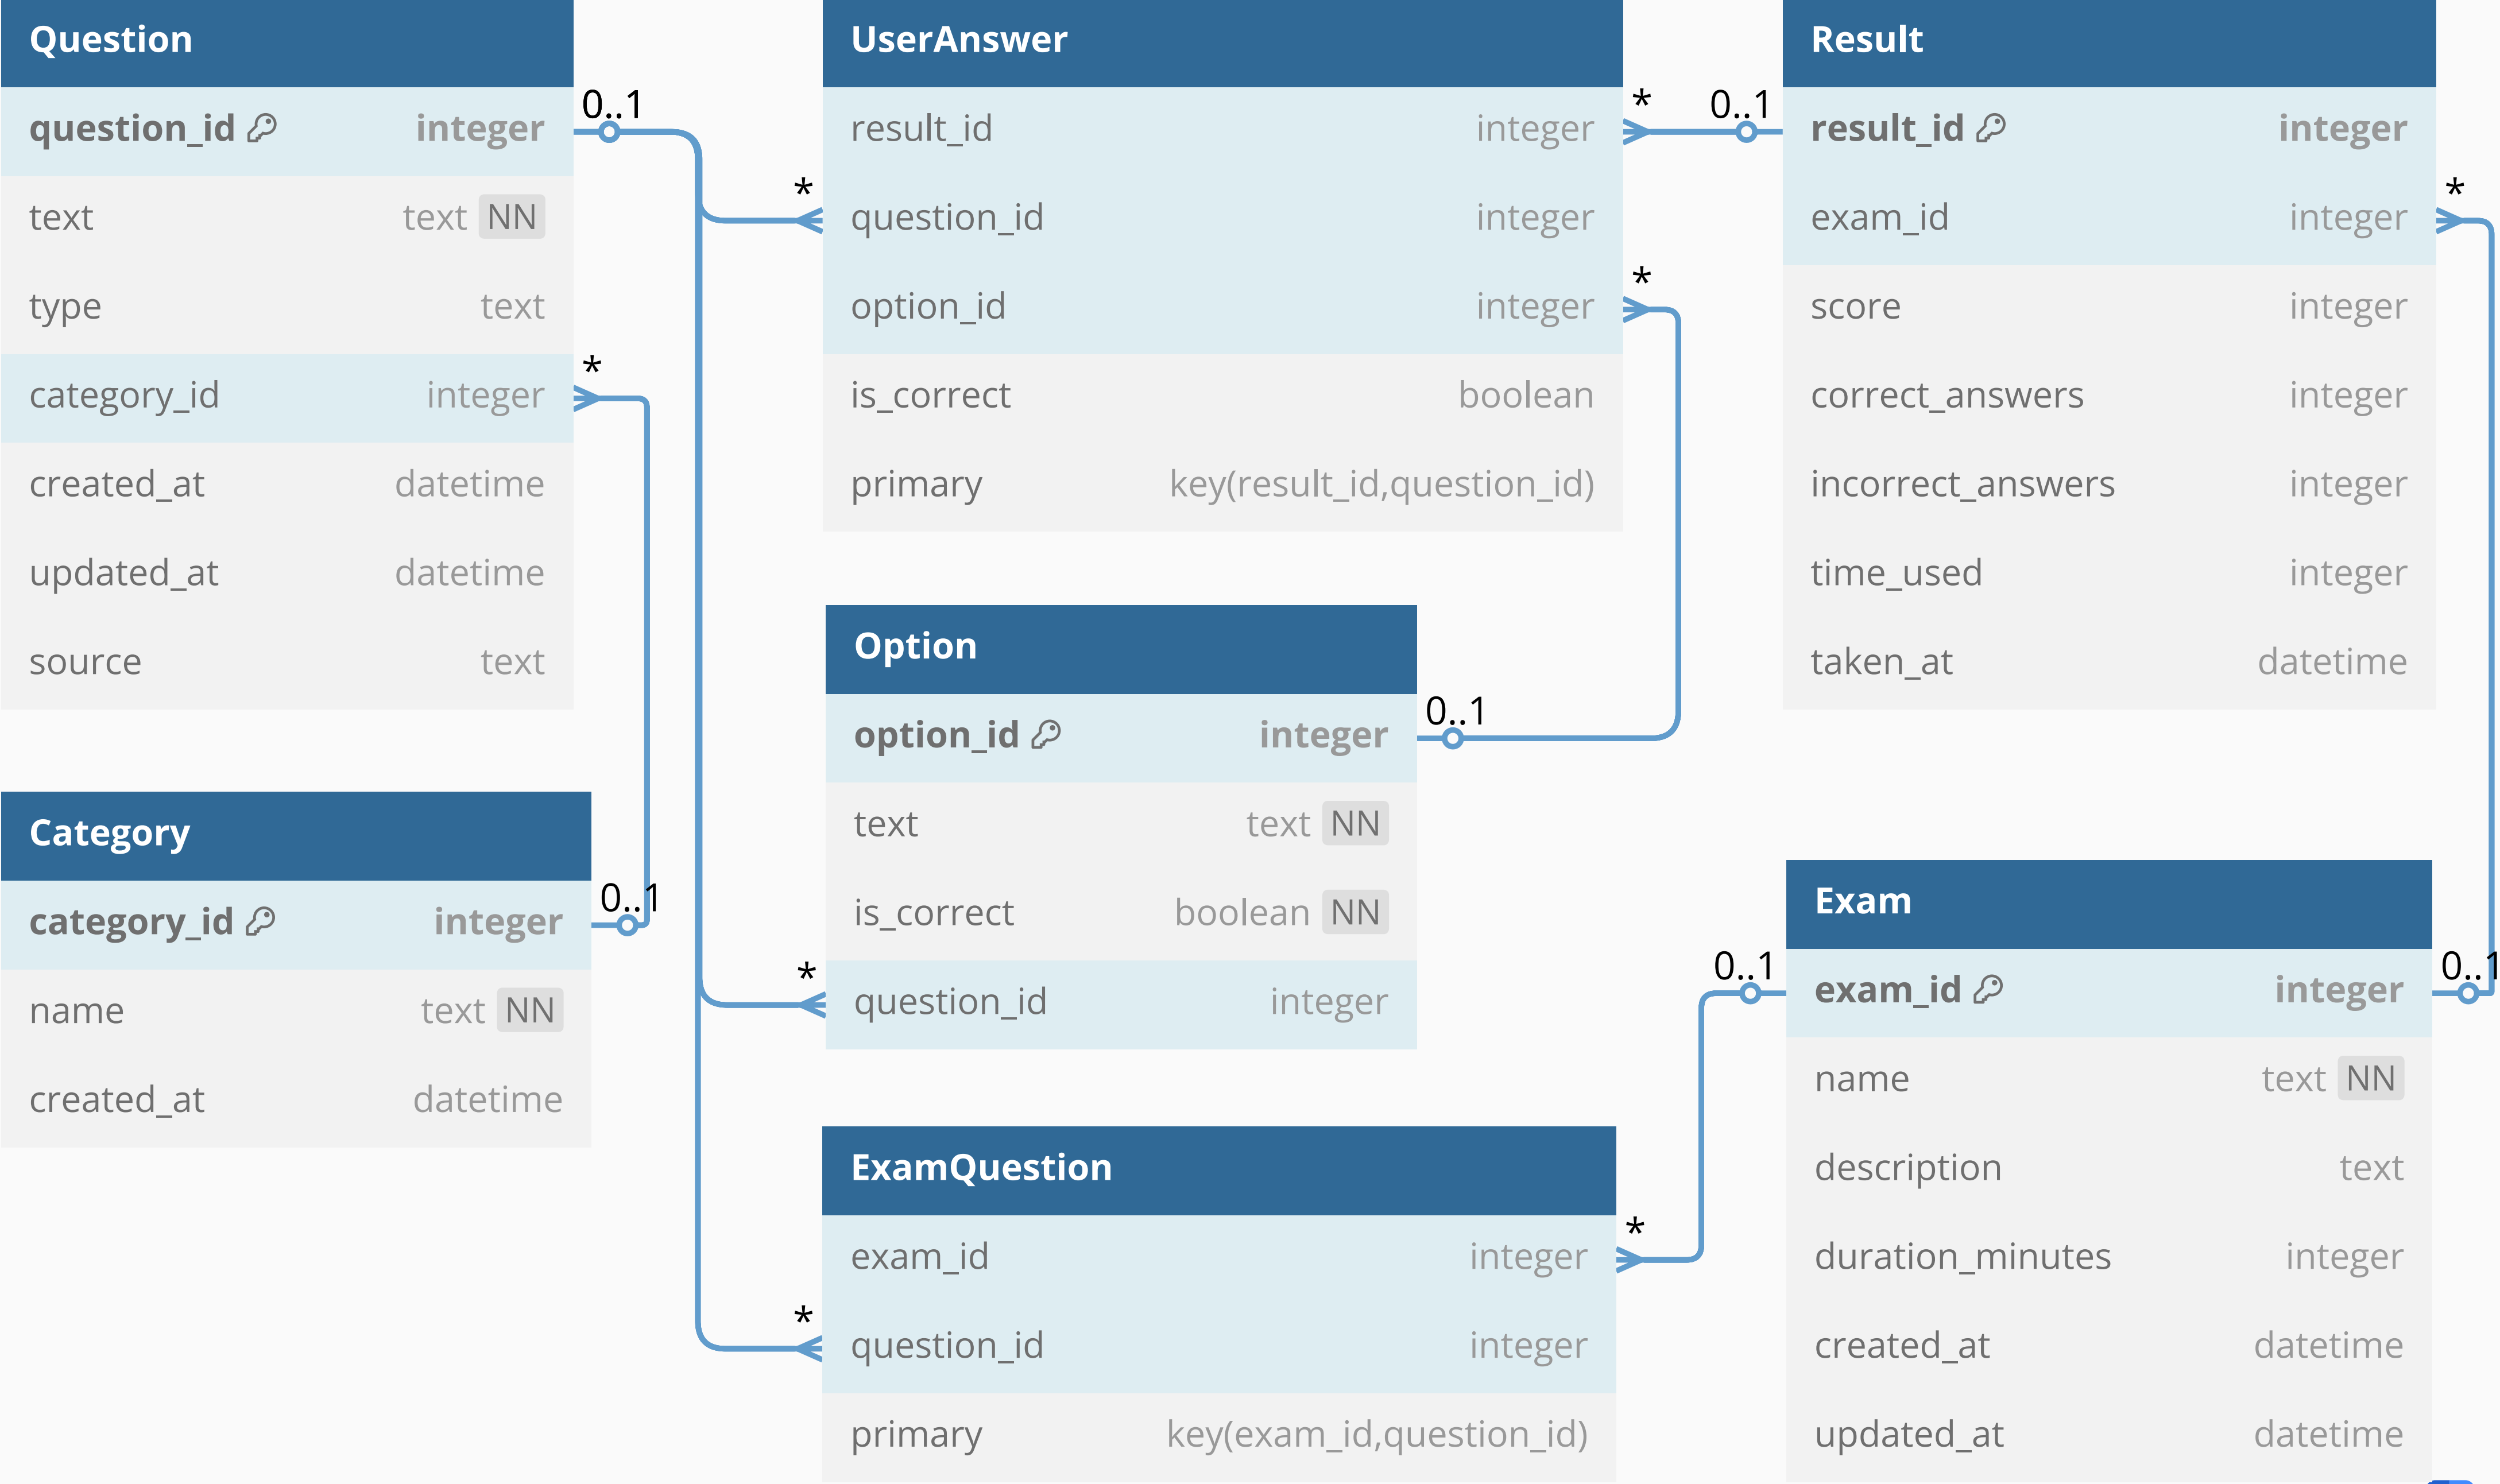 Question
question_id integer
text text NN
type text
category_id integer
created_at datetime
updated_at datetime
source text
0..1
*
Category
category_id integer
name text NN
created_at datetime
0..1
UserAnswer
result_id integer
question_id integer
option_id integer
is_correct boolean
primary key(result_id,question_id)
*
*
*
Option
option_id integer
text text NN
is_correct boolean NN
question_id integer
0..1
*
ExamQuestion
exam_id integer
question_id integer
primary key(exam_id,question_id)
*
*
Result
result_id integer
exam_id integer
score integer
correct_answers integer
incorrect_answers integer
time_used integer
taken_at datetime
0..1
*
Exam
exam_id integer
name text NN
description text
duration_minutes integer
created_at datetime
updated_at datetime
0..1
0..1